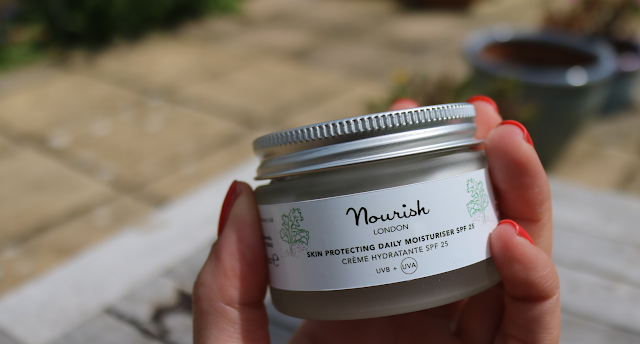 Nourish
LONDON
SKIN PROTECTING DAILY MOISTURISER SPF 25
CRÈME HYDRATANTE SPF 25
UVB + UVA